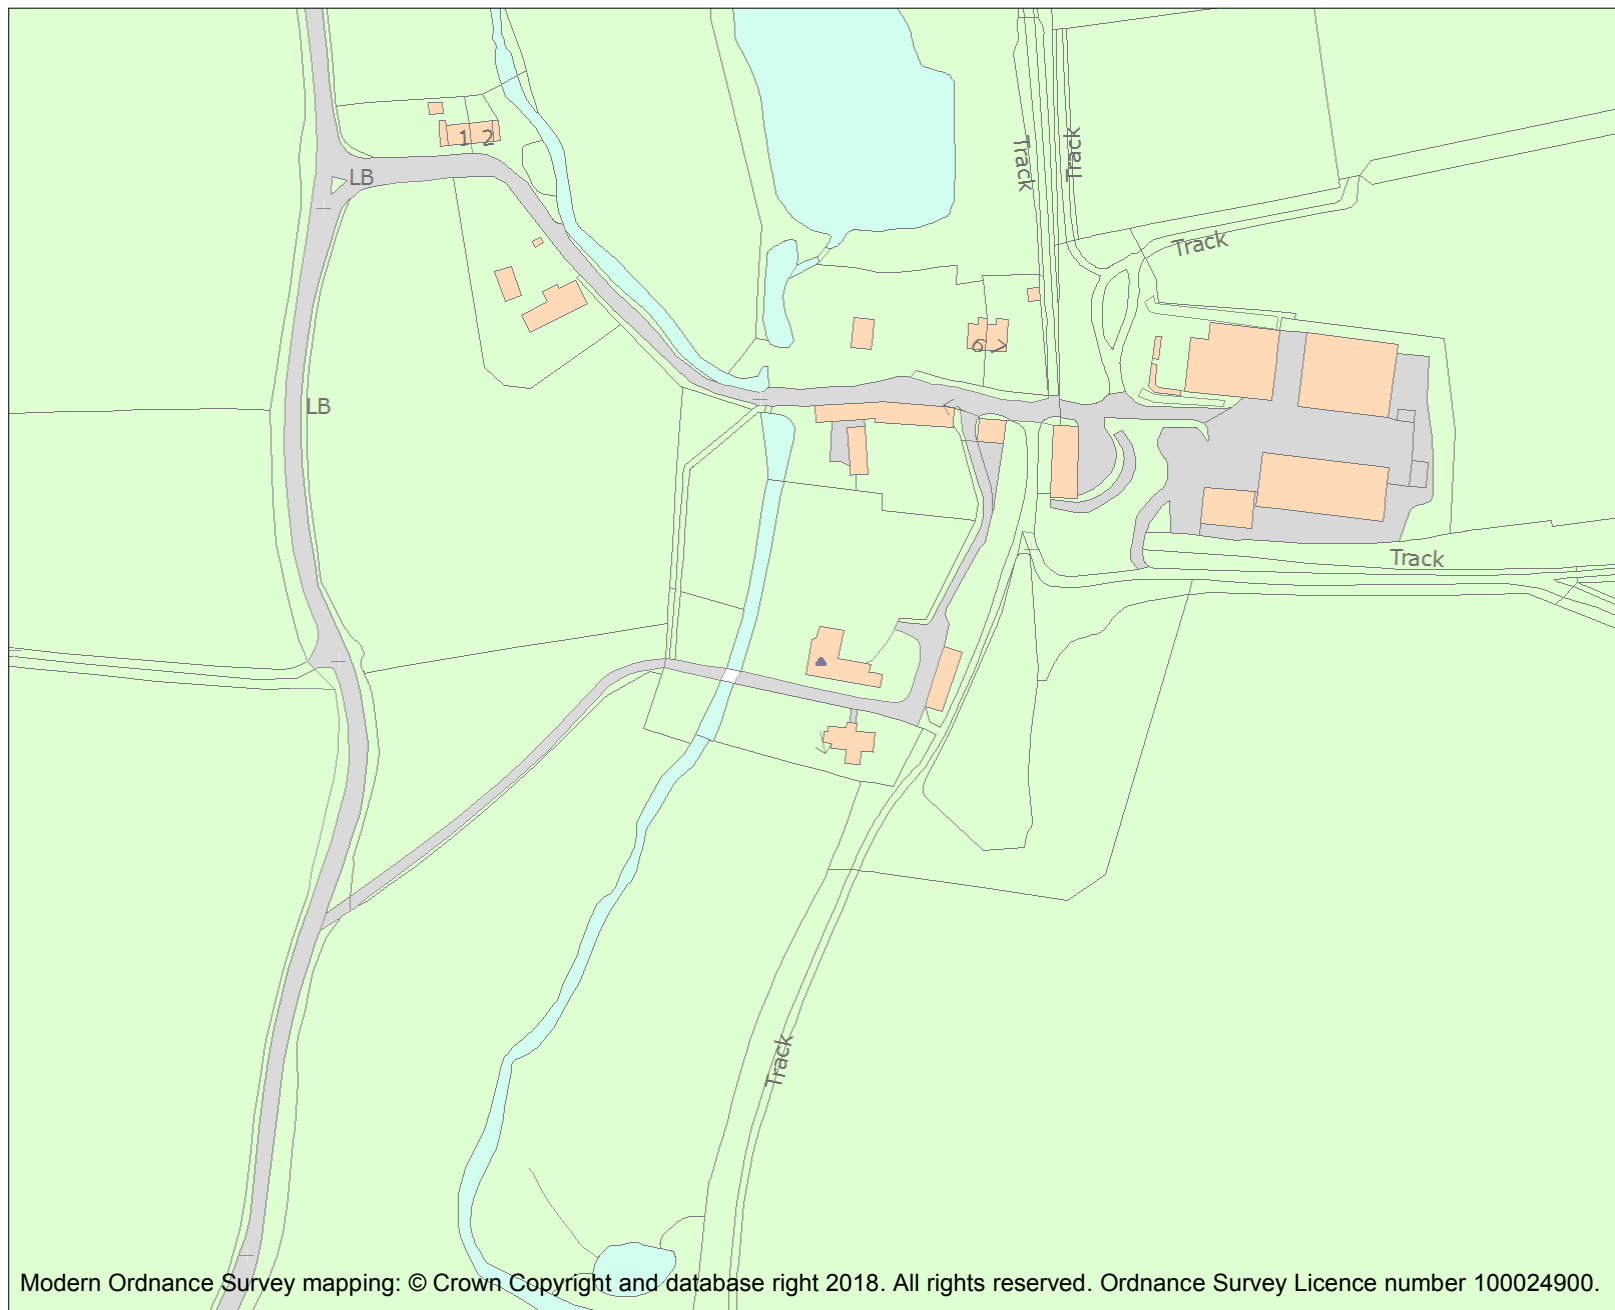 1 2
LB
Track
Track
Track
6 7
LB
Track
Track
Modern Ordnance Survey mapping: © Crown Copyright and database right 2018. All rights reserved. Ordnance Survey Licence number 100024900.